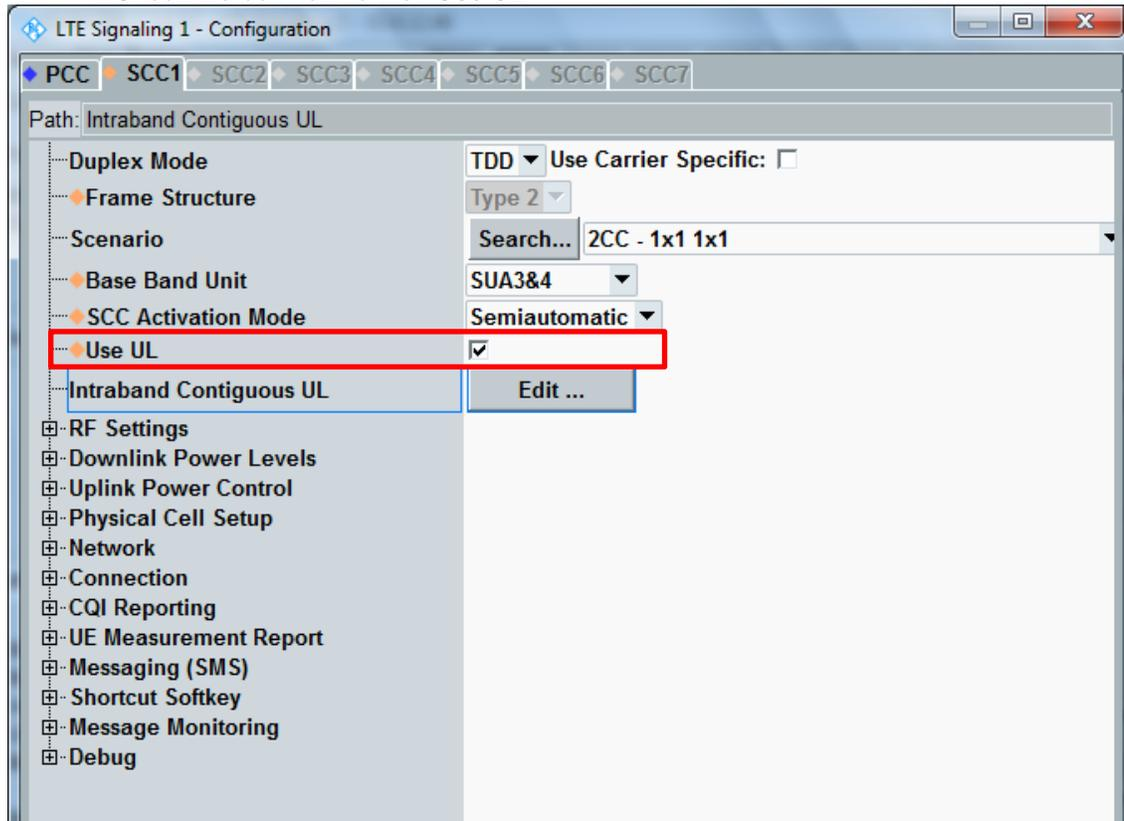 LTE Signaling 1 - Configuration
PCC SCC1 SCC2 SCC3 SCC4 SCC5 SCC6 SCC7
Path: Intraband Contiguous UL
Duplex Mode TDD Use Carrier Specific:
Frame Structure Type 2
Scenario Search... 2CC - 1x1 1x1
Base Band Unit SUA3&4
SCC Activation Mode Semiautomatic
Use UL
Intraband Contiguous UL Edit ...
RF Settings
Downlink Power Levels
Uplink Power Control
Physical Cell Setup
Network
Connection
CQI Reporting
UE Measurement Report
Messaging (SMS)
Shortcut Softkey
Message Monitoring
Debug